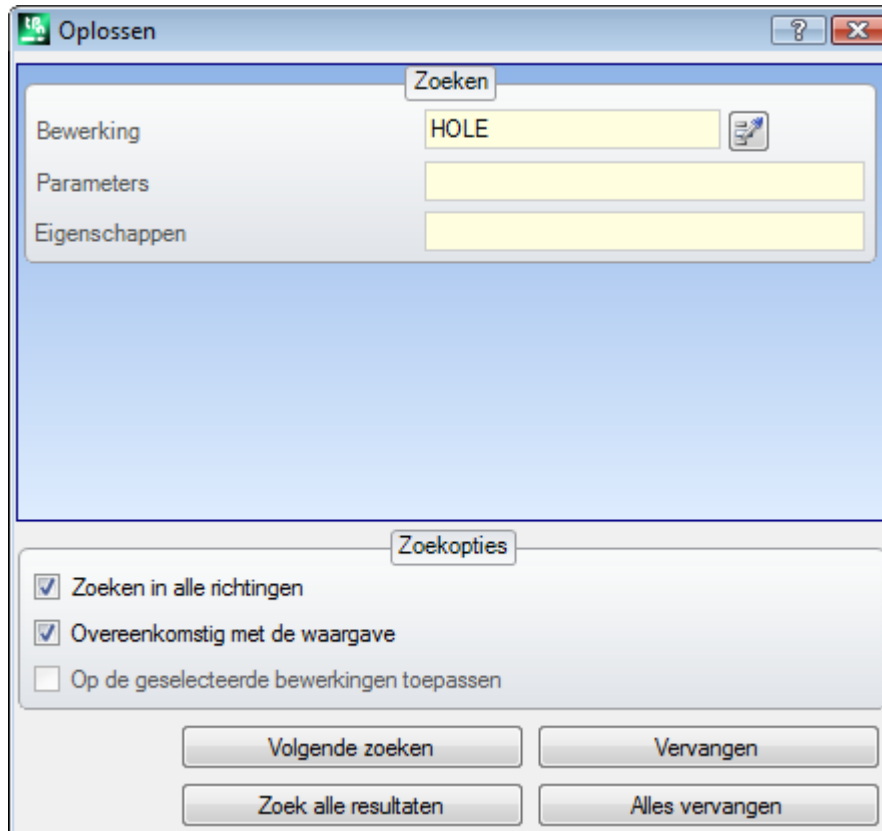 Oplossen
Zoeken
Bewerking HOLE
Parameters
Eigenschappen
Zoekopties
Zoeken in alle richtingen
Overeenkomstig met de waargave
Op de geselecteerde bewerkingen toepassen
Volgende zoeken Vervangen
Zoek alle resultaten Alles vervangen